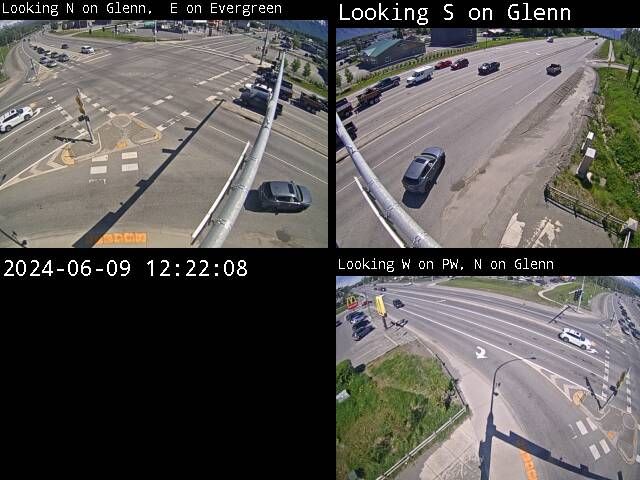 Looking N on Glenn, E on Evergreen
Looking S on Glenn
2024-06-09 12:22:08
Looking W on PW, N on Glenn